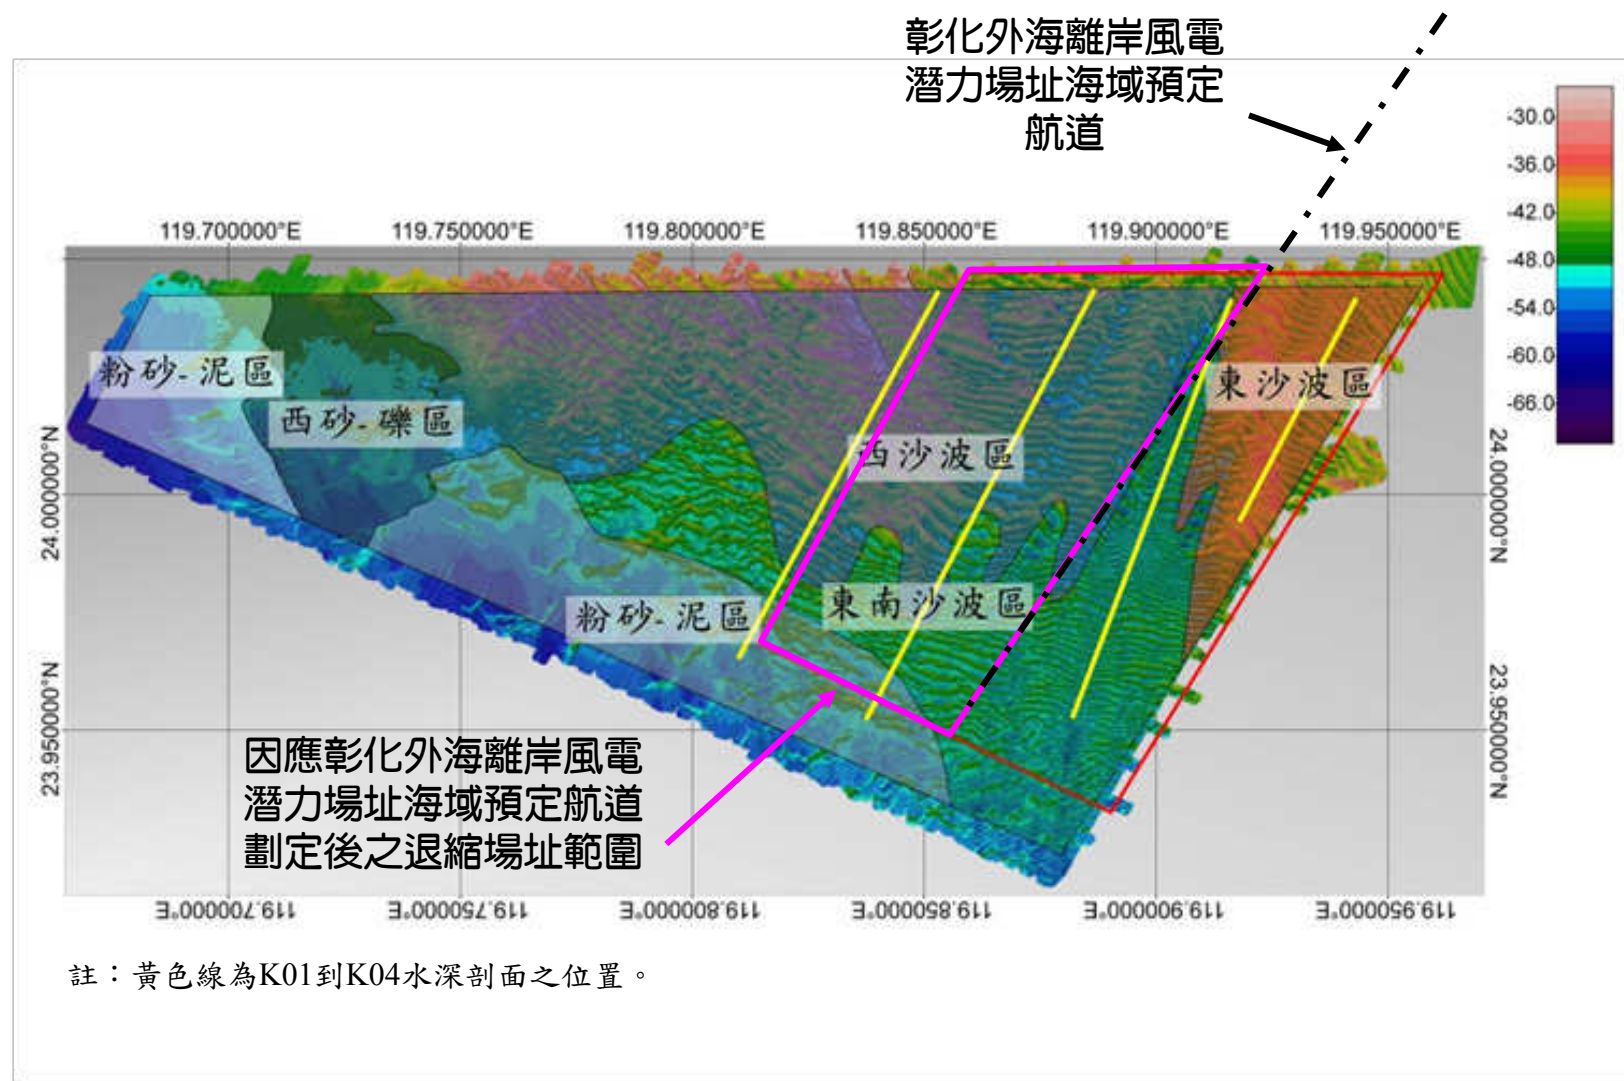 彰化外海離岸風電
潛力場址海域預定
航道
-30.0
-36.0
-42.0
-48.0
-54.0
-60.0
-66.0
119.700000°E
119.750000°E
119.800000°E
119.850000°E
119.900000°E
119.950000°E
粉砂-泥區
西砂-礫區
西沙波區
東沙波區
粉砂-泥區
東南沙波區
24.000000°N
24.000000°N
23.950000°N
23.950000°N
因應彰化外海離岸風電
潛力場址海域預定航道
劃定後之退縮場址範圍
119.700000°E
119.750000°E
119.800000°E
119.850000°E
119.900000°E
119.950000°E
註：黃色線為K01到K04水深剖面之位置。